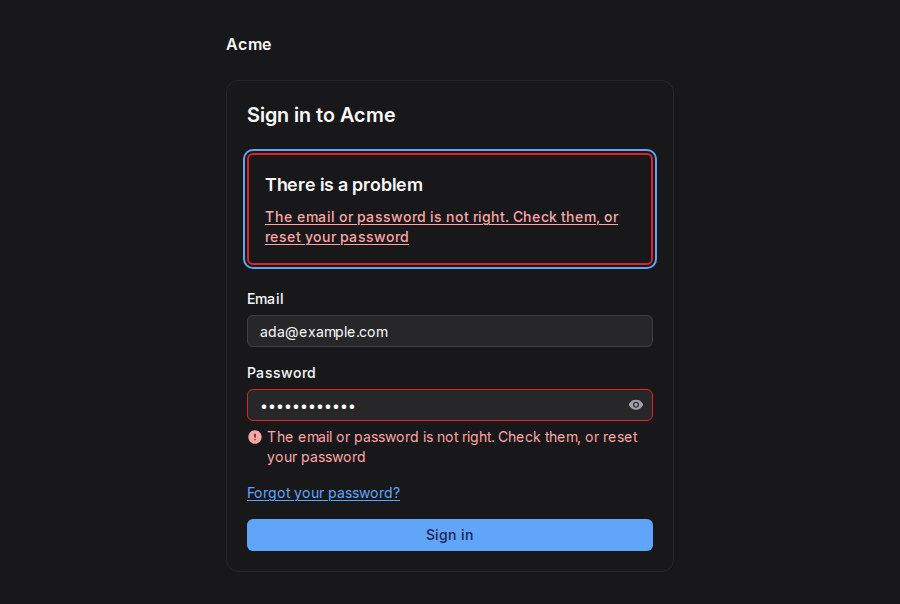 Acme
Sign in to Acme
There is a problem
The email or password is not right. Check them, or
reset your password
Email
ada@example.com
Password
••••••••••••
The email or password is not right. Check them, or reset
your password
Forgot your password?
Sign in